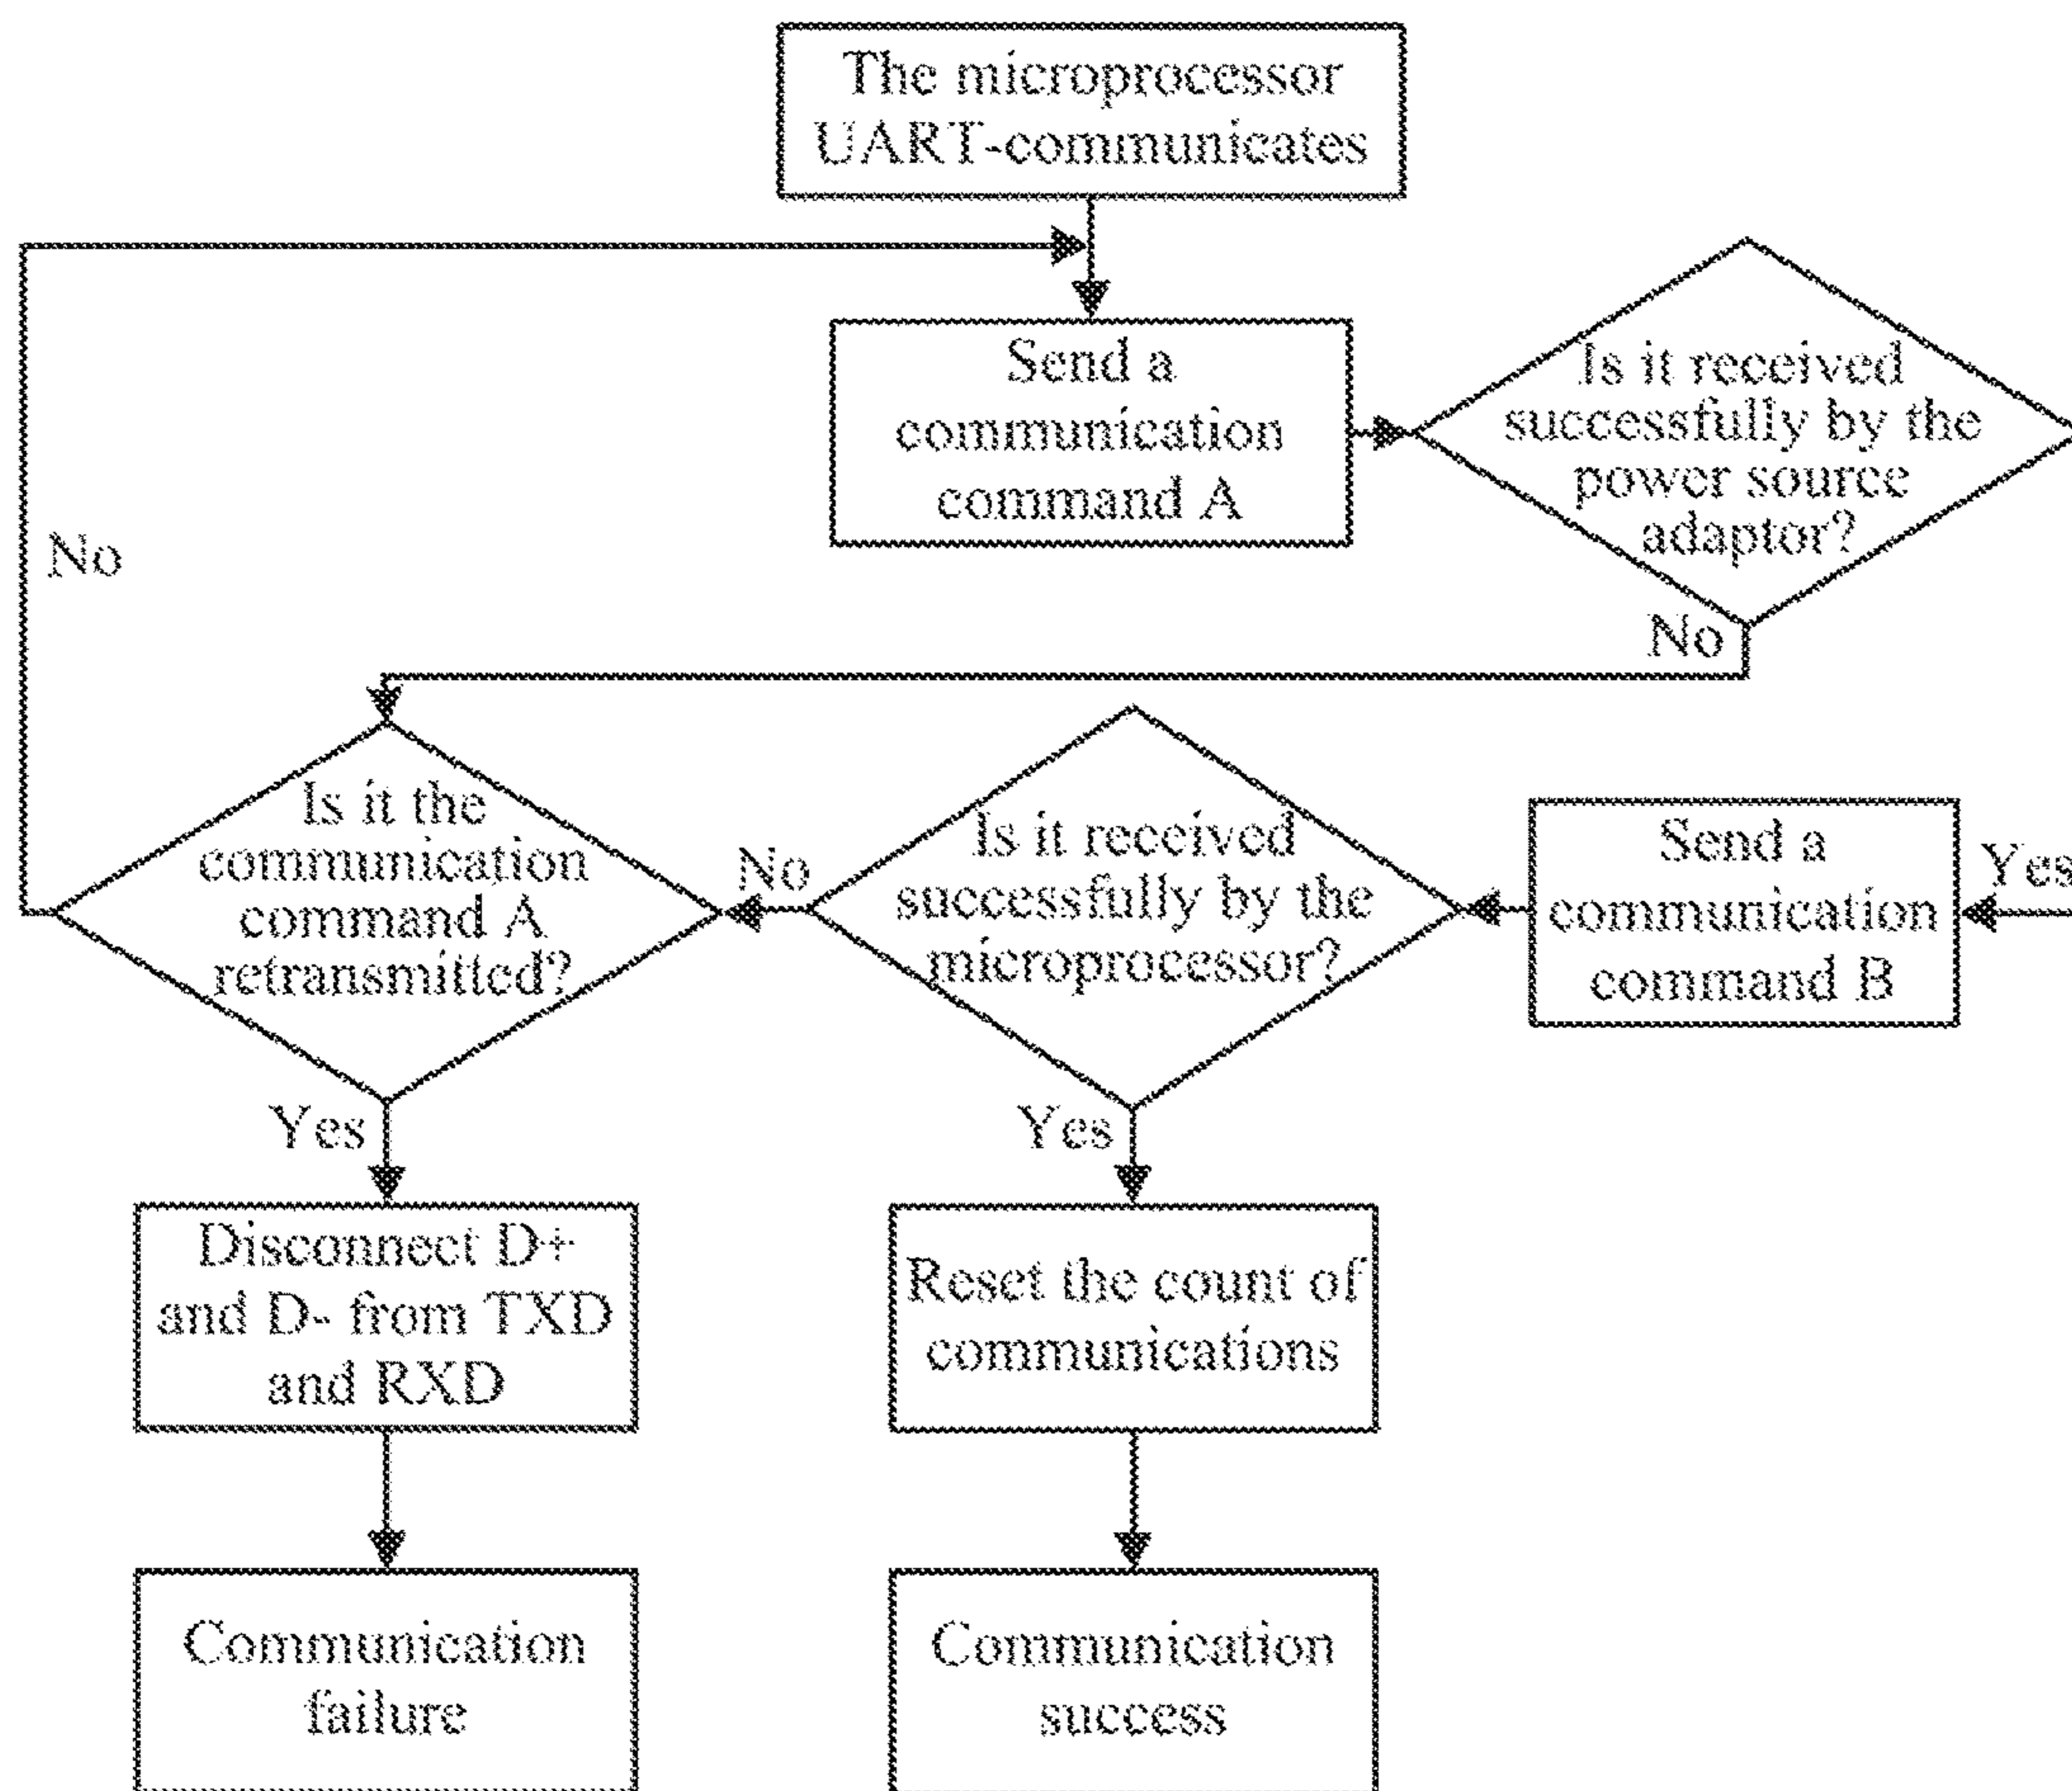 The microprocessor
UART-communicates
Send a
communication
command A
Is it received
successfully by the
power source
adaptor?
No
No
Is it the
communication
command A
retransmitted?
No
Is it received
successfully by the
microprocessor?
Send a
communication
command B
Yes
Yes
Yes
Disconnect D+
and D- from TXD
and RXD
Reset the count of
communications
Communication
failure
Communication
success